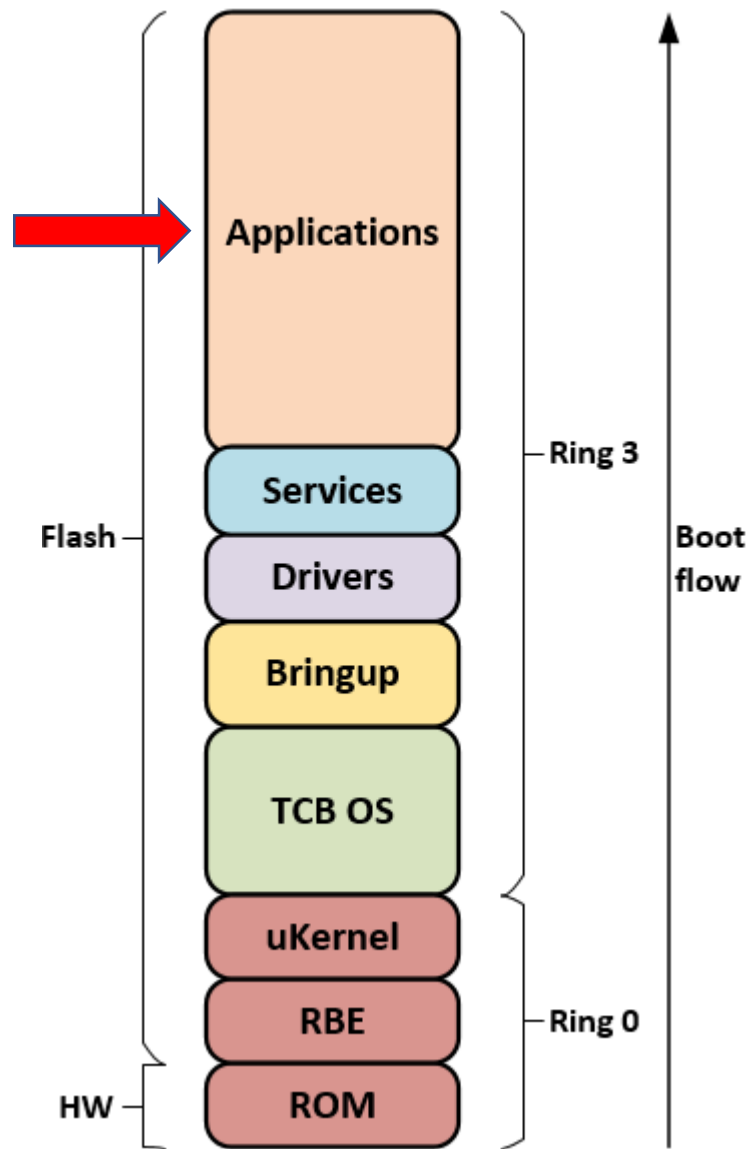 Applications
Services
Drivers
Bringup
TCB OS
uKernel
RBE
ROM
Flash
HW
Ring 3
Ring 0
Boot
flow